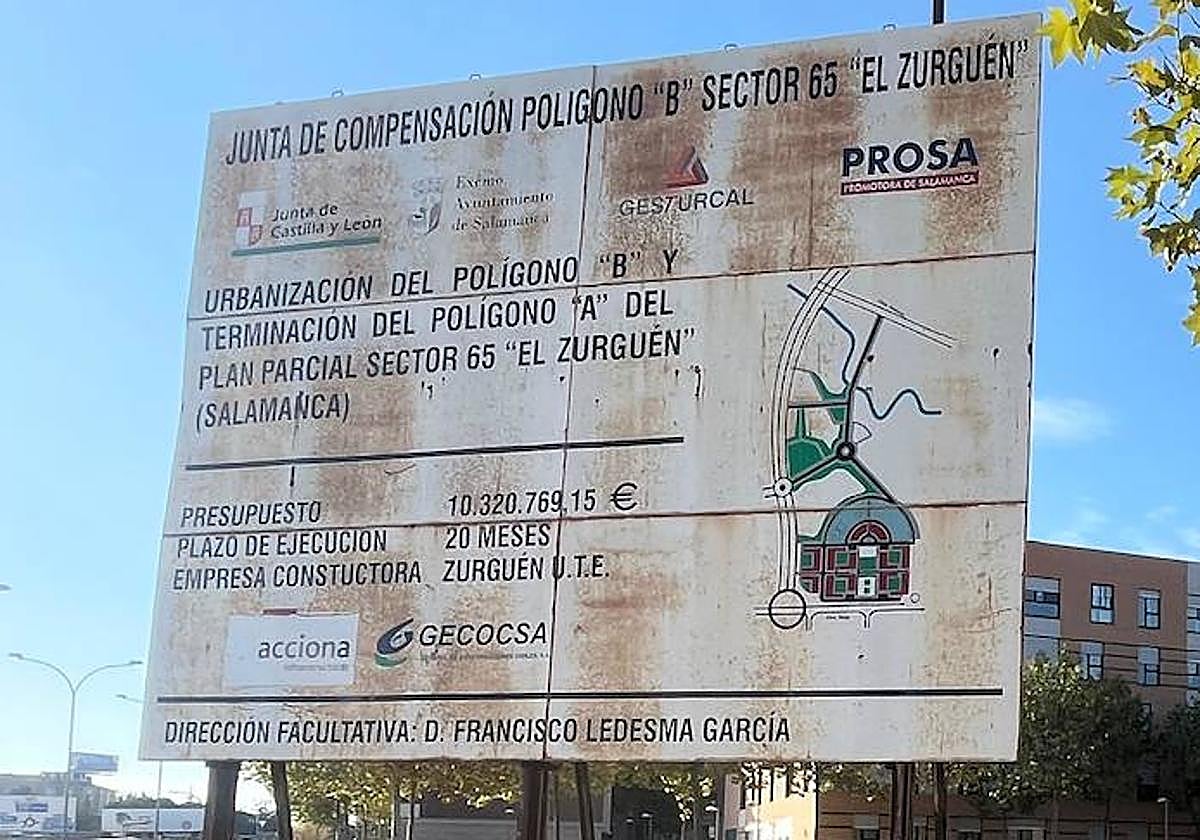 JUNTA DE COMPENSACIÓN POLIGONO "B" SECTOR 65 "EL ZURGUÉN"
Junta de
Castilla y León
Excmo.
Ayuntamiento
de Salamanca
GESTURCAL
PROSA
PROMOTORA DE SALAMANCA
URBANIZACIÓN DEL POLÍGONO "B" Y
TERMINACIÓN DEL POLÍGONO "A" DEL
PLAN PARCIAL SECTOR 65 "EL ZURGUÉN"
(SALAMANCA)
PRESUPUESTO 10.320.769,15 €
PLAZO DE EJECUCION 20 MESES
EMPRESA CONSTUCTORA ZURGUÉN U.T.E.
acciona
GECOCSA
DIRECCIÓN FACULTATIVA: D. FRANCISCO LEDESMA GARCÍA